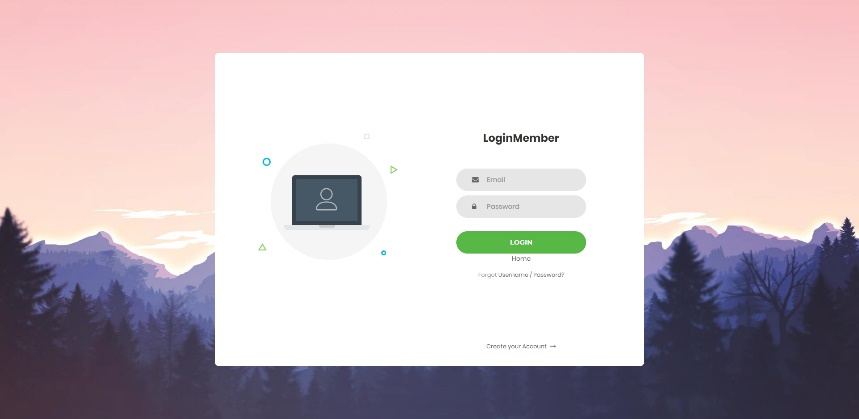 LoginMember
Email
Password
LOGIN
Home
Forgot Username / Password?
Create your Account →